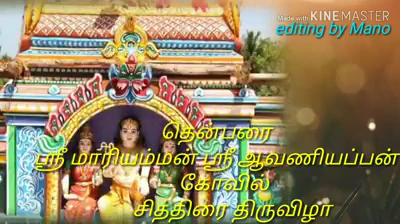 Made with KINEMASTER
editing by Mano
தென்பரை
ஸ்ரீ மாரியம்மன் ஸ்ரீ ஆவணியப்பன்
கோவில்
சித்திரை திருவிழா